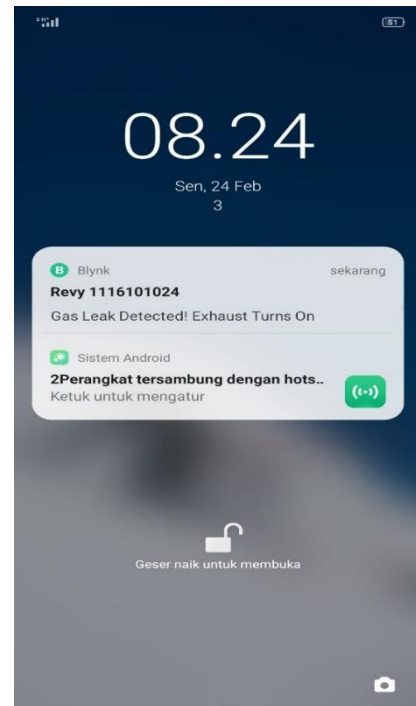 51
08.24
Sen, 24 Feb
3
Blynk sekarang
Revy 1116101024
Gas Leak Detected! Exhaust Turns On
Sistem Android
2Perangkat tersambung dengan hots..
Ketuk untuk mengatur
Geser naik untuk membuka